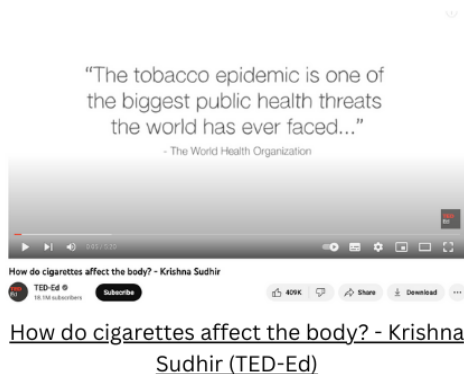 “The tobacco epidemic is one of
the biggest public health threats
the world has ever faced...”
- The World Health Organization
How do cigarettes affect the body? - Krishna Sudhir
TED-Ed
Subscribe
409K
Share
Download
How do cigarettes affect the body? - Krishna
Sudhir (TED-Ed)